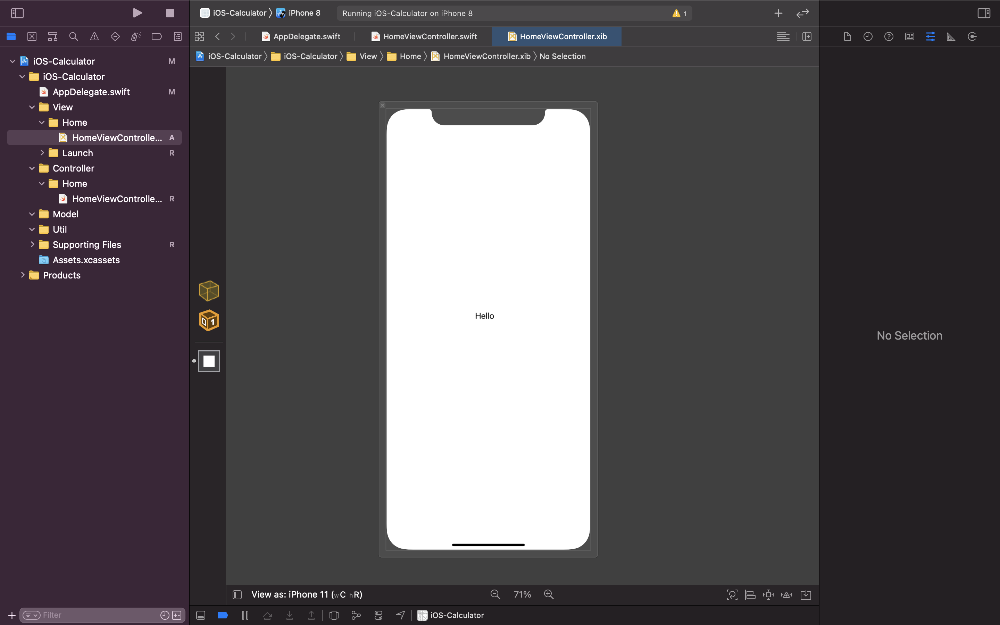 iOS-Calculator
iPhone 8
Running iOS-Calculator on iPhone 8
1
AppDelegate.swift
HomeViewController.swift
HomeViewController.xib
iOS-Calculator
iOS-Calculator
View
Home
HomeViewController.xib
No Selection
iOS-Calculator M
iOS-Calculator
AppDelegate.swift M
View
Home
HomeViewControlle... A
Launch R
Controller
Home
HomeViewControlle... R
Model
Util
Supporting Files R
Assets.xcassets
Products
1
Hello
No Selection
View as: iPhone 11 (wC hR)
71%
Filter
iOS-Calculator